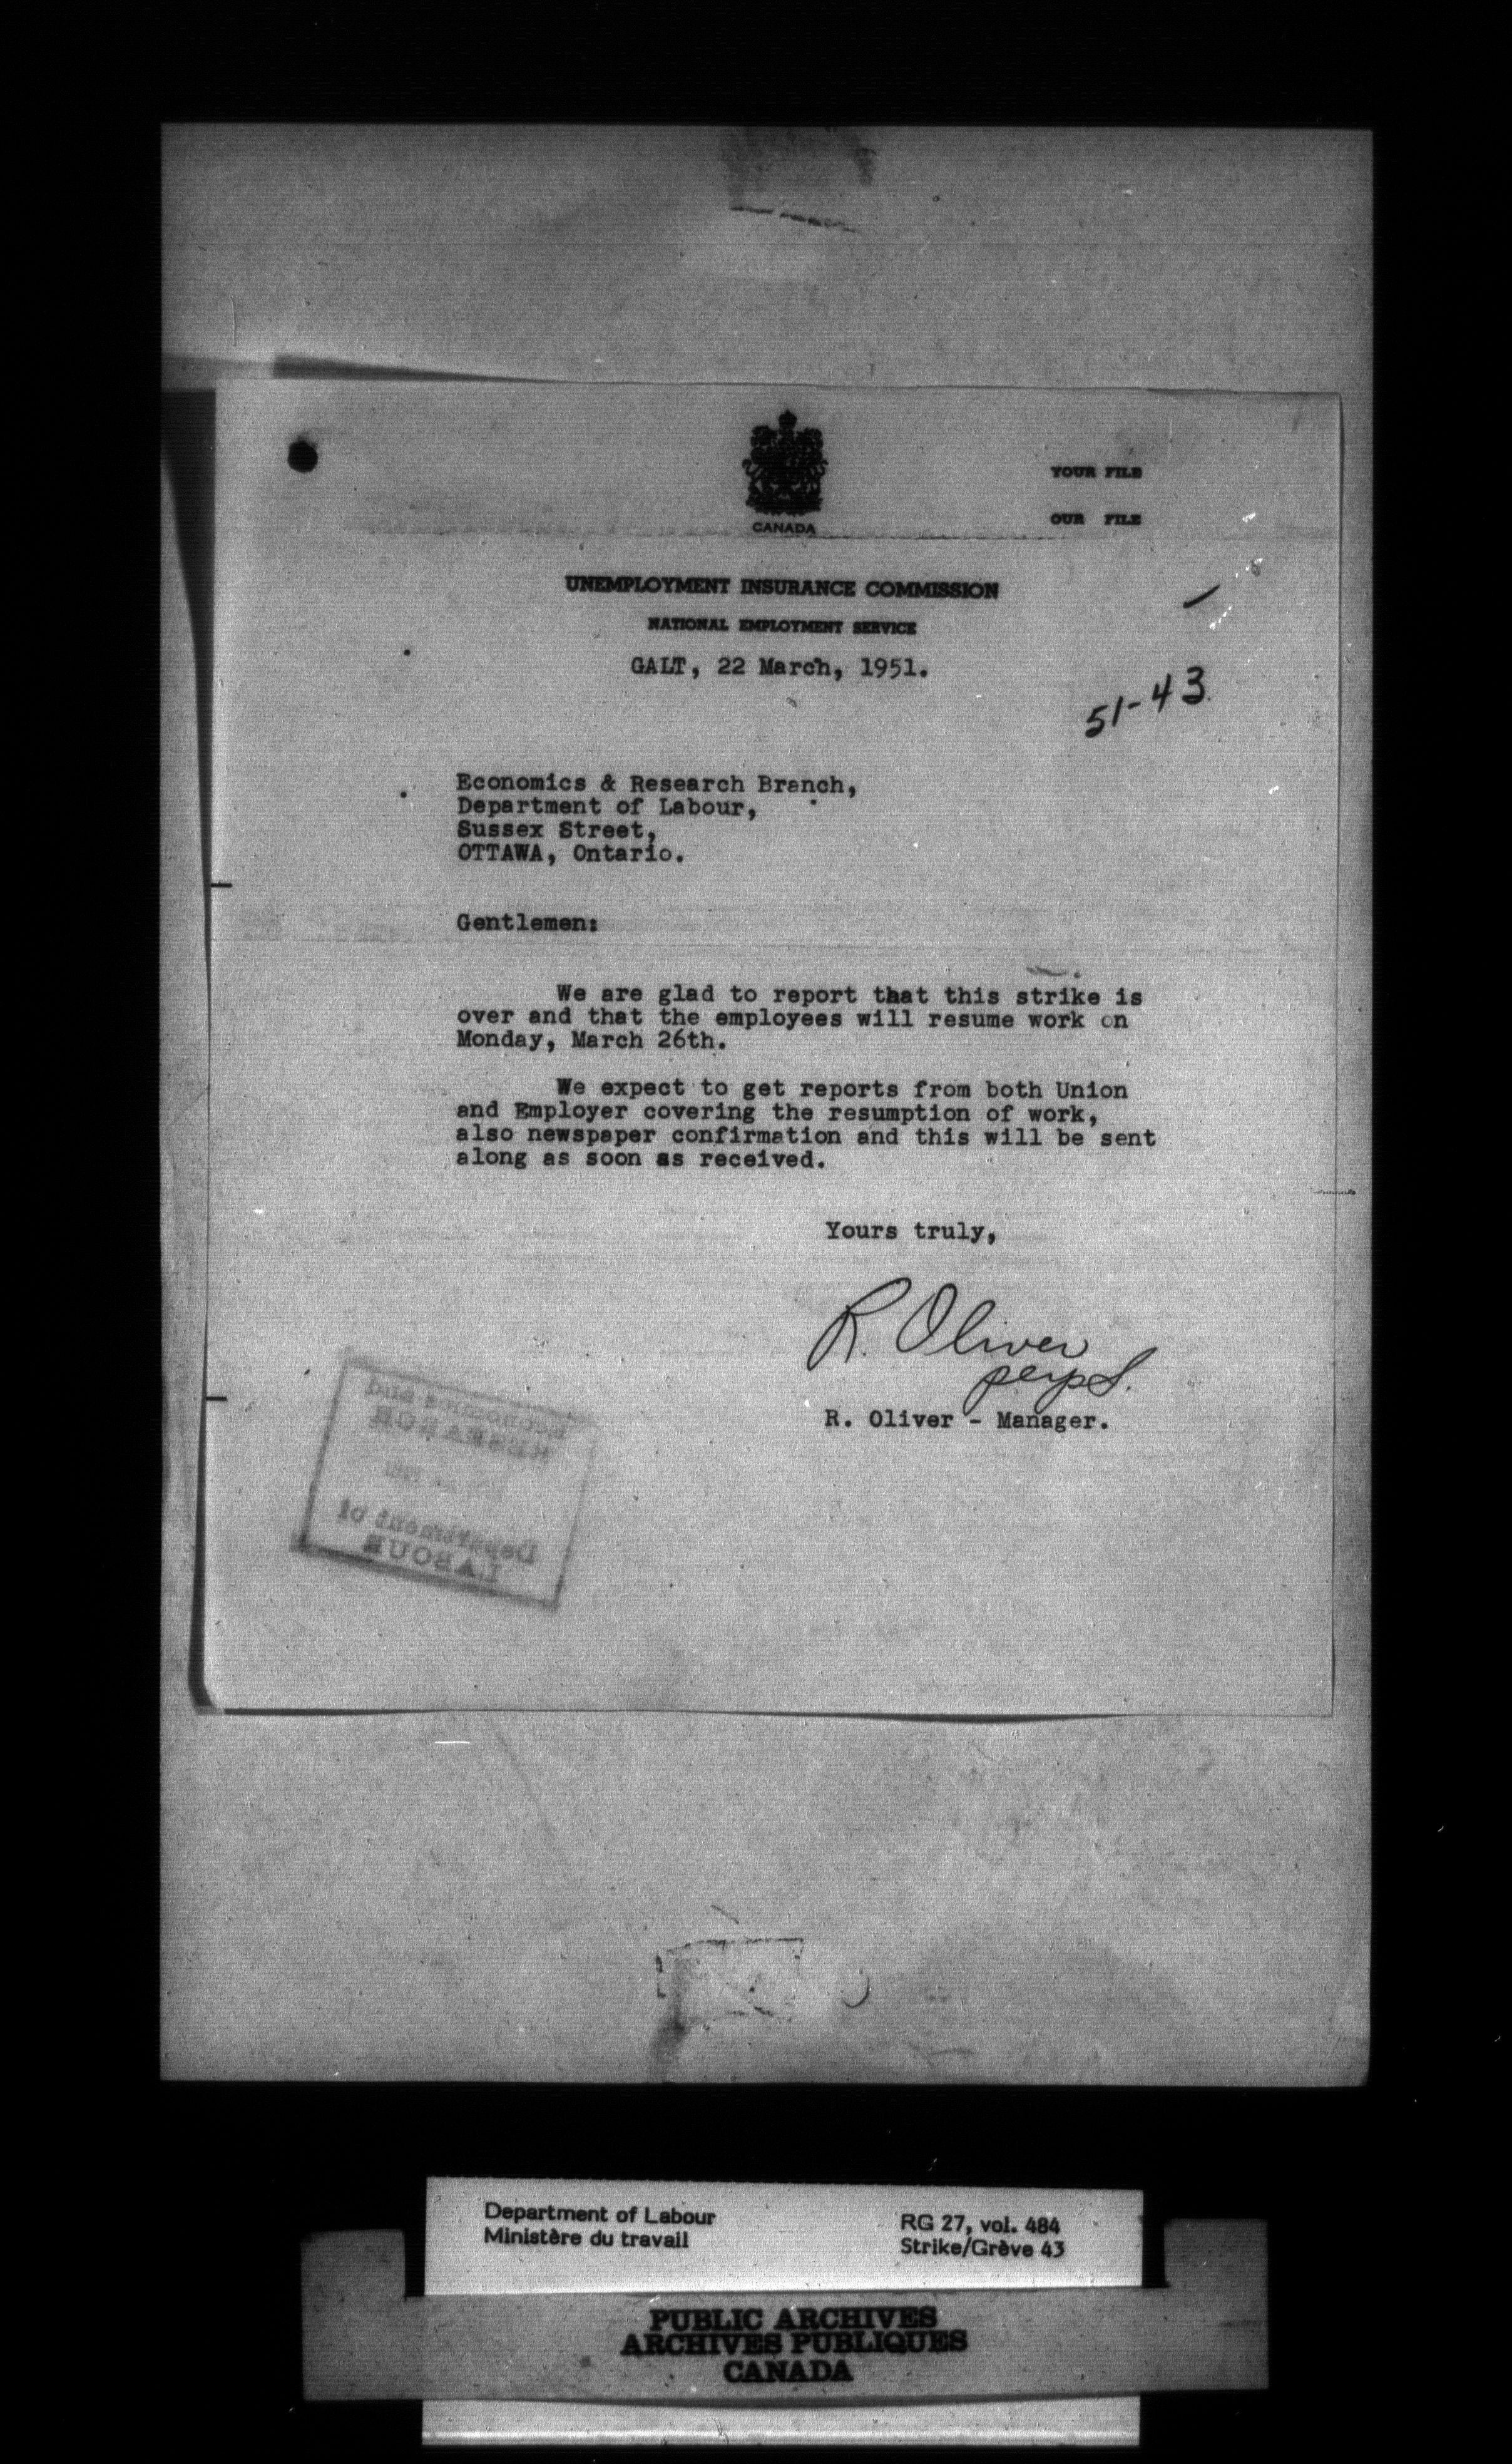 CANADA
YOUR FILE
OUR FILE
UNEMPLOYMENT INSURANCE COMMISSION
NATIONAL EMPLOYMENT SERVICE
GALT, 22 March, 1951.
51-43
Economics & Research Branch,
Department of Labour,
Sussex Street,
OTTAWA, Ontario.
Gentlemen:
We are glad to report that this strike is
over and that the employees will resume work on
Monday, March 26th.
We expect to get reports from both Union
and Employer covering the resumption of work,
also newspaper confirmation and this will be sent
along as soon as received.
Yours truly,
R. Oliver
R. Oliver - Manager.
Economics and
RESEARCH
Department of
LABOUR
Department of Labour
Ministère du travail
RG 27, vol. 484
Strike/Grève 43
PUBLIC ARCHIVES
ARCHIVES PUBLIQUES
CANADA